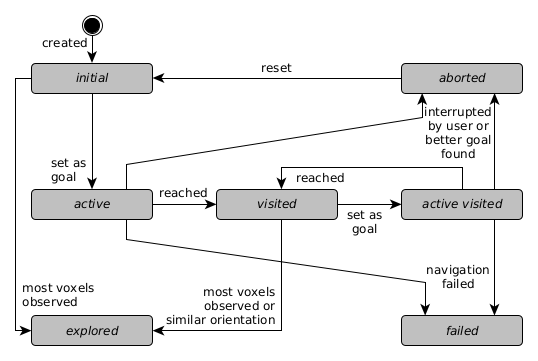 created
initial
reset
aborted
interrupted
by user or
better goal
found
set as
goal
reached
reached
active
visited
set as
goal
active visited
most voxels
observed
most voxels
observed or
similar orientation
navigation
failed
explored
failed